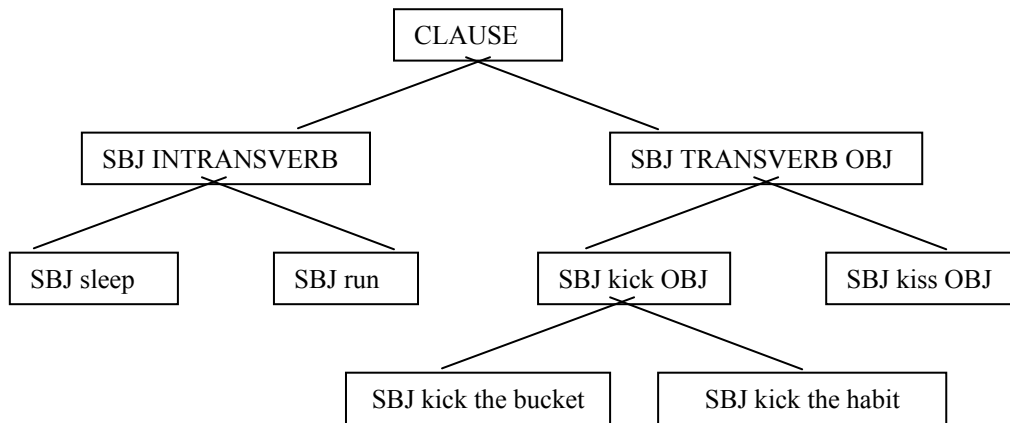 CLAUSE
SBJ INTRANSVERB
SBJ TRANSVERB OBJ
SBJ sleep
SBJ run
SBJ kick OBJ
SBJ kiss OBJ
SBJ kick the bucket
SBJ kick the habit